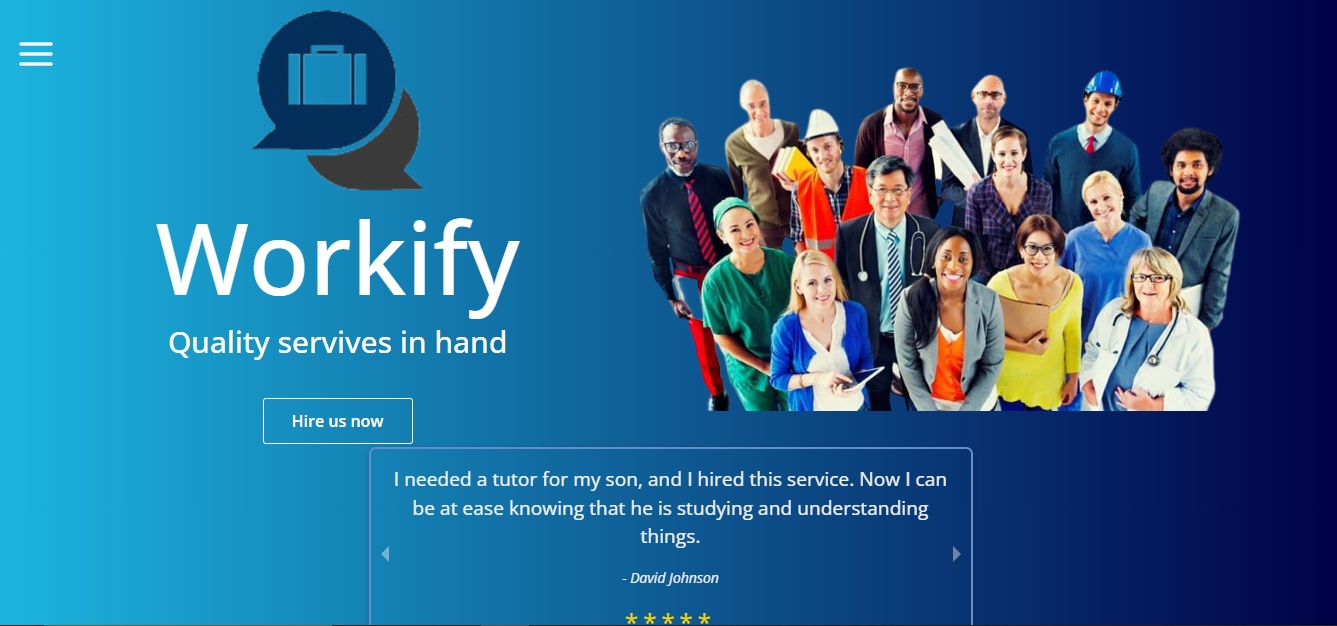 Workify
Quality servives in hand
Hire us now
I needed a tutor for my son, and I hired this service. Now I can
be at ease knowing that he is studying and understanding
things.
- David Johnson
*****